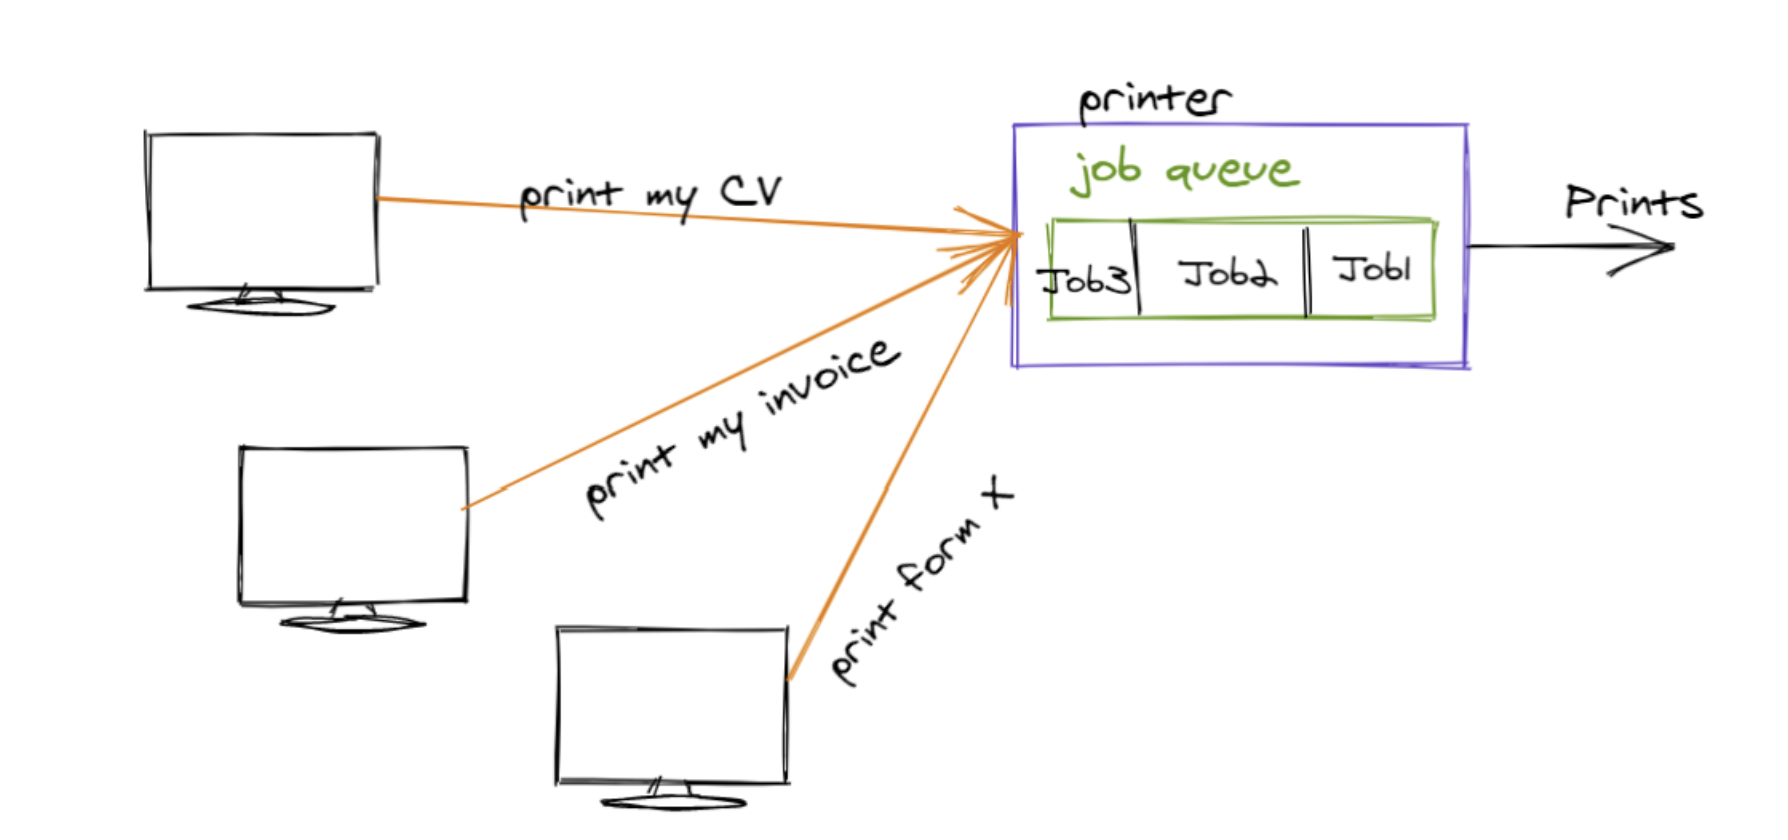 printer
job queue
print my CV
Prints
Job3 Job2 Job1
print my invoice
print form X